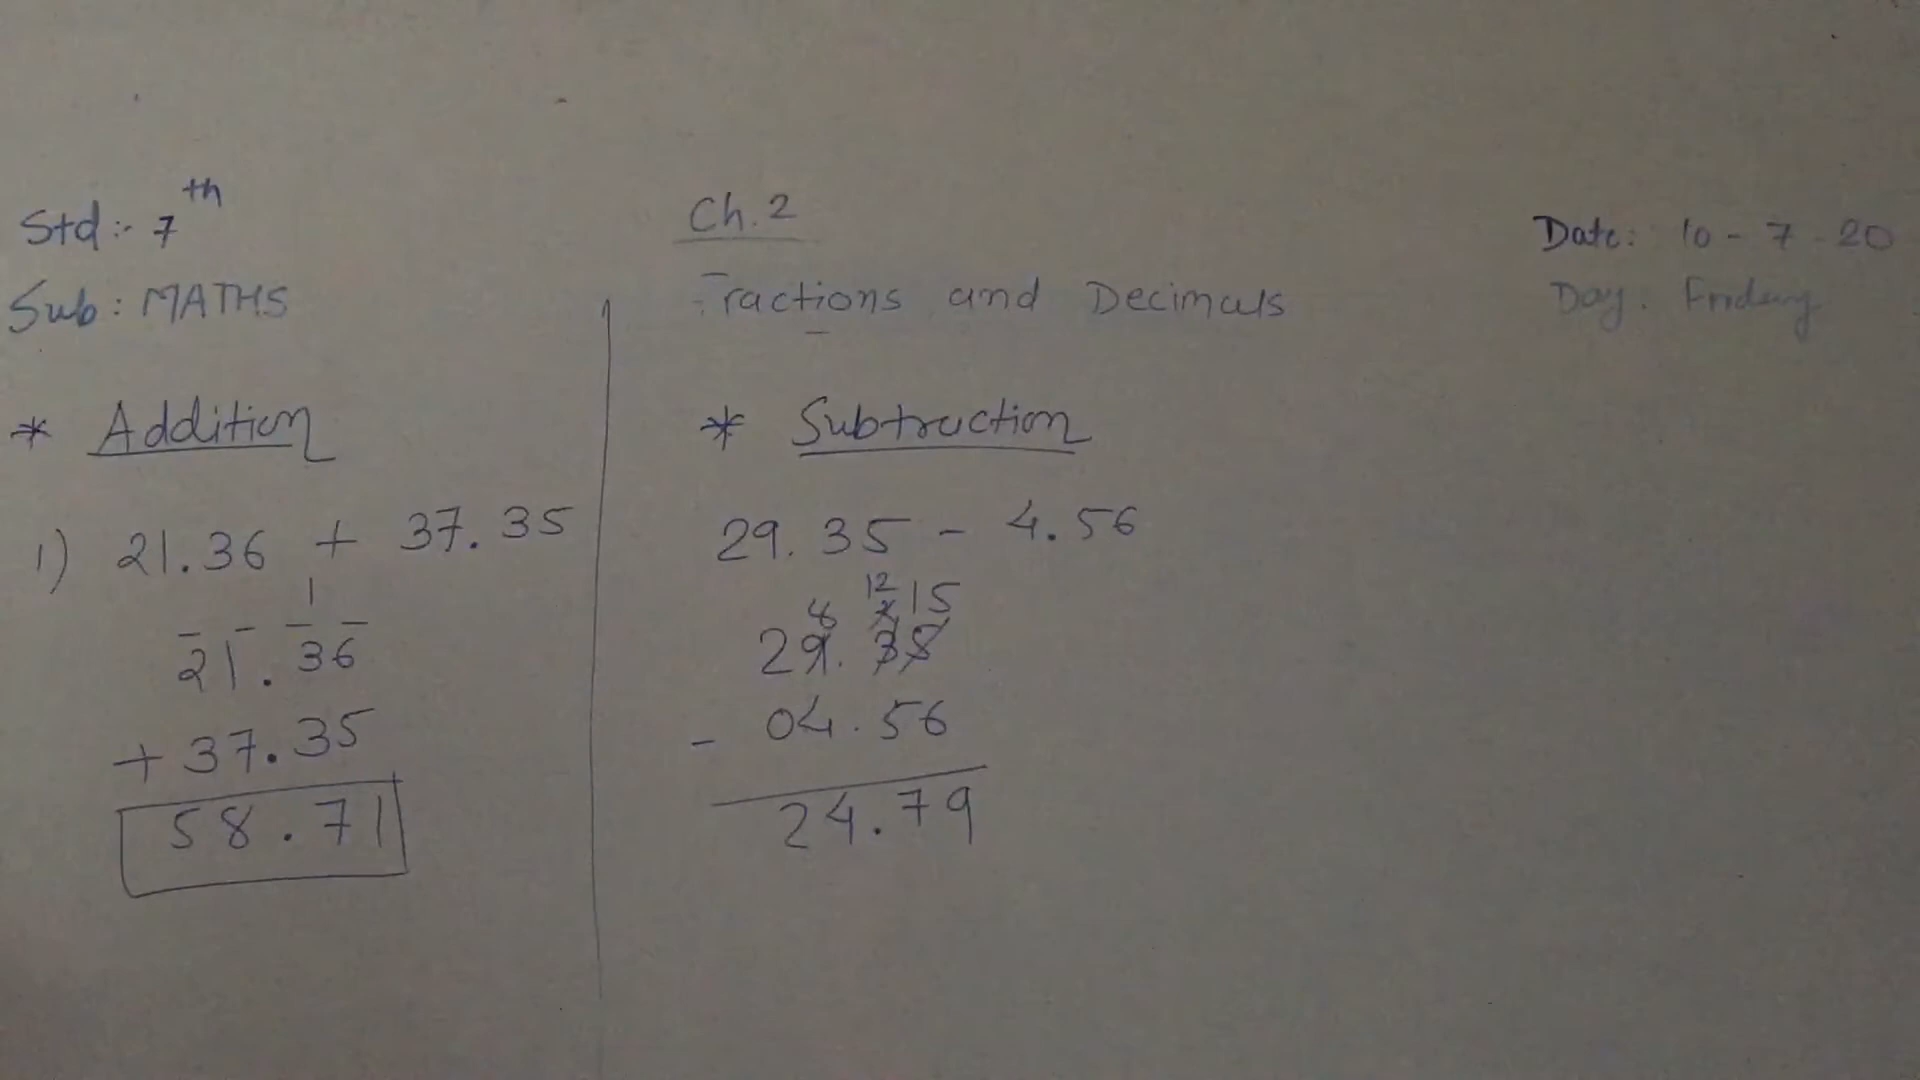 Std :- 7th
Sub : MATHS
Ch. 2
Fractions and Decimals
Date: 10 - 7 - 20
Day. Friday
* Addition
1) 21.36 + 37.35
1
21.36
+ 37.35
58.71
* Subtraction
29.35 - 4.56
8 12 15
29.35
- 04.56
24.79